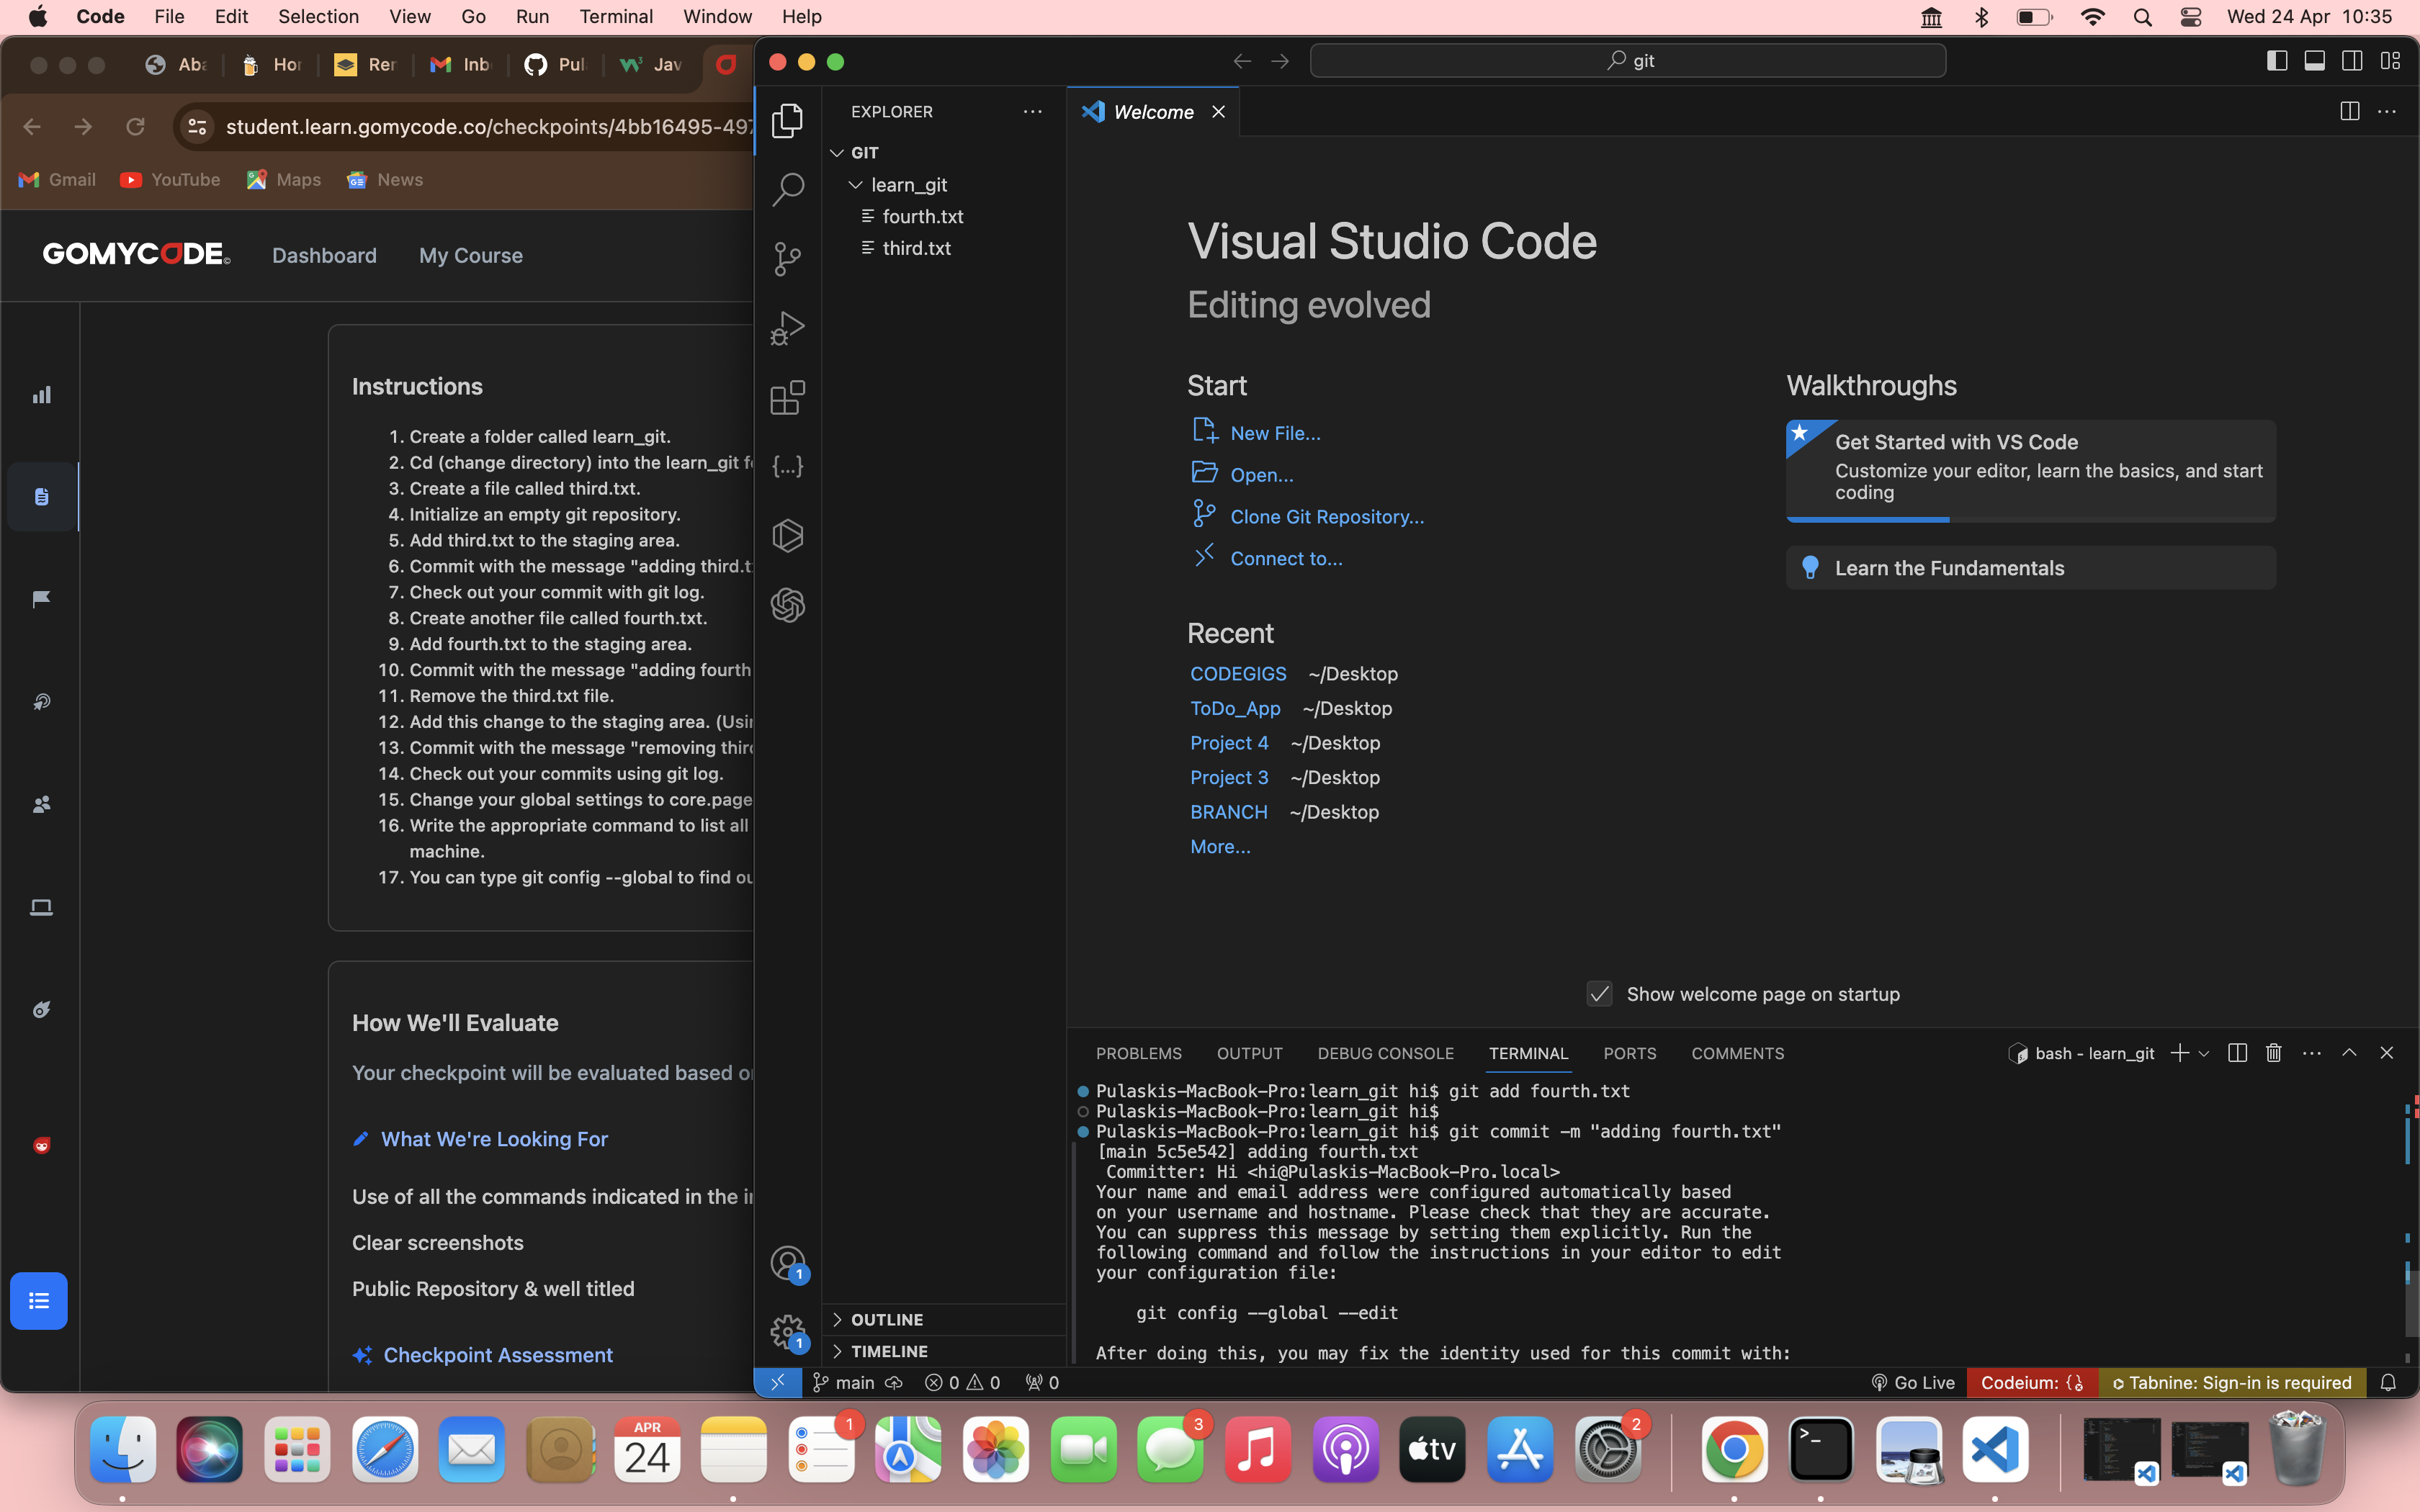 Code File Edit Selection View Go Run Terminal Window Help
Wed 24 Apr 10:35
Aba
Hor
Rer
Inb
Pul
Jav
student.learn.gomycode.co/checkpoints/4bb16495-497
Gmail YouTube Maps News
GOMYCODE
Dashboard
My Course
Instructions
1. Create a folder called learn_git.
2. Cd (change directory) into the learn_git f
3. Create a file called third.txt.
4. Initialize an empty git repository.
5. Add third.txt to the staging area.
6. Commit with the message "adding third.t
7. Check out your commit with git log.
8. Create another file called fourth.txt.
9. Add fourth.txt to the staging area.
10. Commit with the message "adding fourth
11. Remove the third.txt file.
12. Add this change to the staging area. (Usi
13. Commit with the message "removing thir
14. Check out your commits using git log.
15. Change your global settings to core.page
16. Write the appropriate command to list all
machine.
17. You can type git config --global to find ou
How We'll Evaluate
Your checkpoint will be evaluated based o
What We're Looking For
Use of all the commands indicated in the i
Clear screenshots
Public Repository & well titled
Checkpoint Assessment
git
EXPLORER
GIT
learn_git
fourth.txt
third.txt
OUTLINE
TIMELINE
1
1
Welcome
Visual Studio Code
Editing evolved
Start
New File...
Open...
Clone Git Repository...
Connect to...
Recent
CODEGIGS ~/Desktop
ToDo_App ~/Desktop
Project 4 ~/Desktop
Project 3 ~/Desktop
BRANCH ~/Desktop
More...
Walkthroughs
Get Started with VS Code
Customize your editor, learn the basics, and start
coding
Learn the Fundamentals
Show welcome page on startup
PROBLEMS OUTPUT DEBUG CONSOLE TERMINAL PORTS COMMENTS
bash - learn_git
Pulaskis-MacBook-Pro:learn_git hi$ git add fourth.txt
Pulaskis-MacBook-Pro:learn_git hi$
Pulaskis-MacBook-Pro:learn_git hi$ git commit -m "adding fourth.txt"
[main 5c5e542] adding fourth.txt
Committer: Hi <hi@Pulaskis-MacBook-Pro.local>
Your name and email address were configured automatically based
on your username and hostname. Please check that they are accurate.
You can suppress this message by setting them explicitly. Run the
following command and follow the instructions in your editor to edit
your configuration file:
git config --global --edit
After doing this, you may fix the identity used for this commit with:
main
0
0
0
Go Live
Codeium: {
Tabnine: Sign-in is required
APR
24
1
3
tv
2